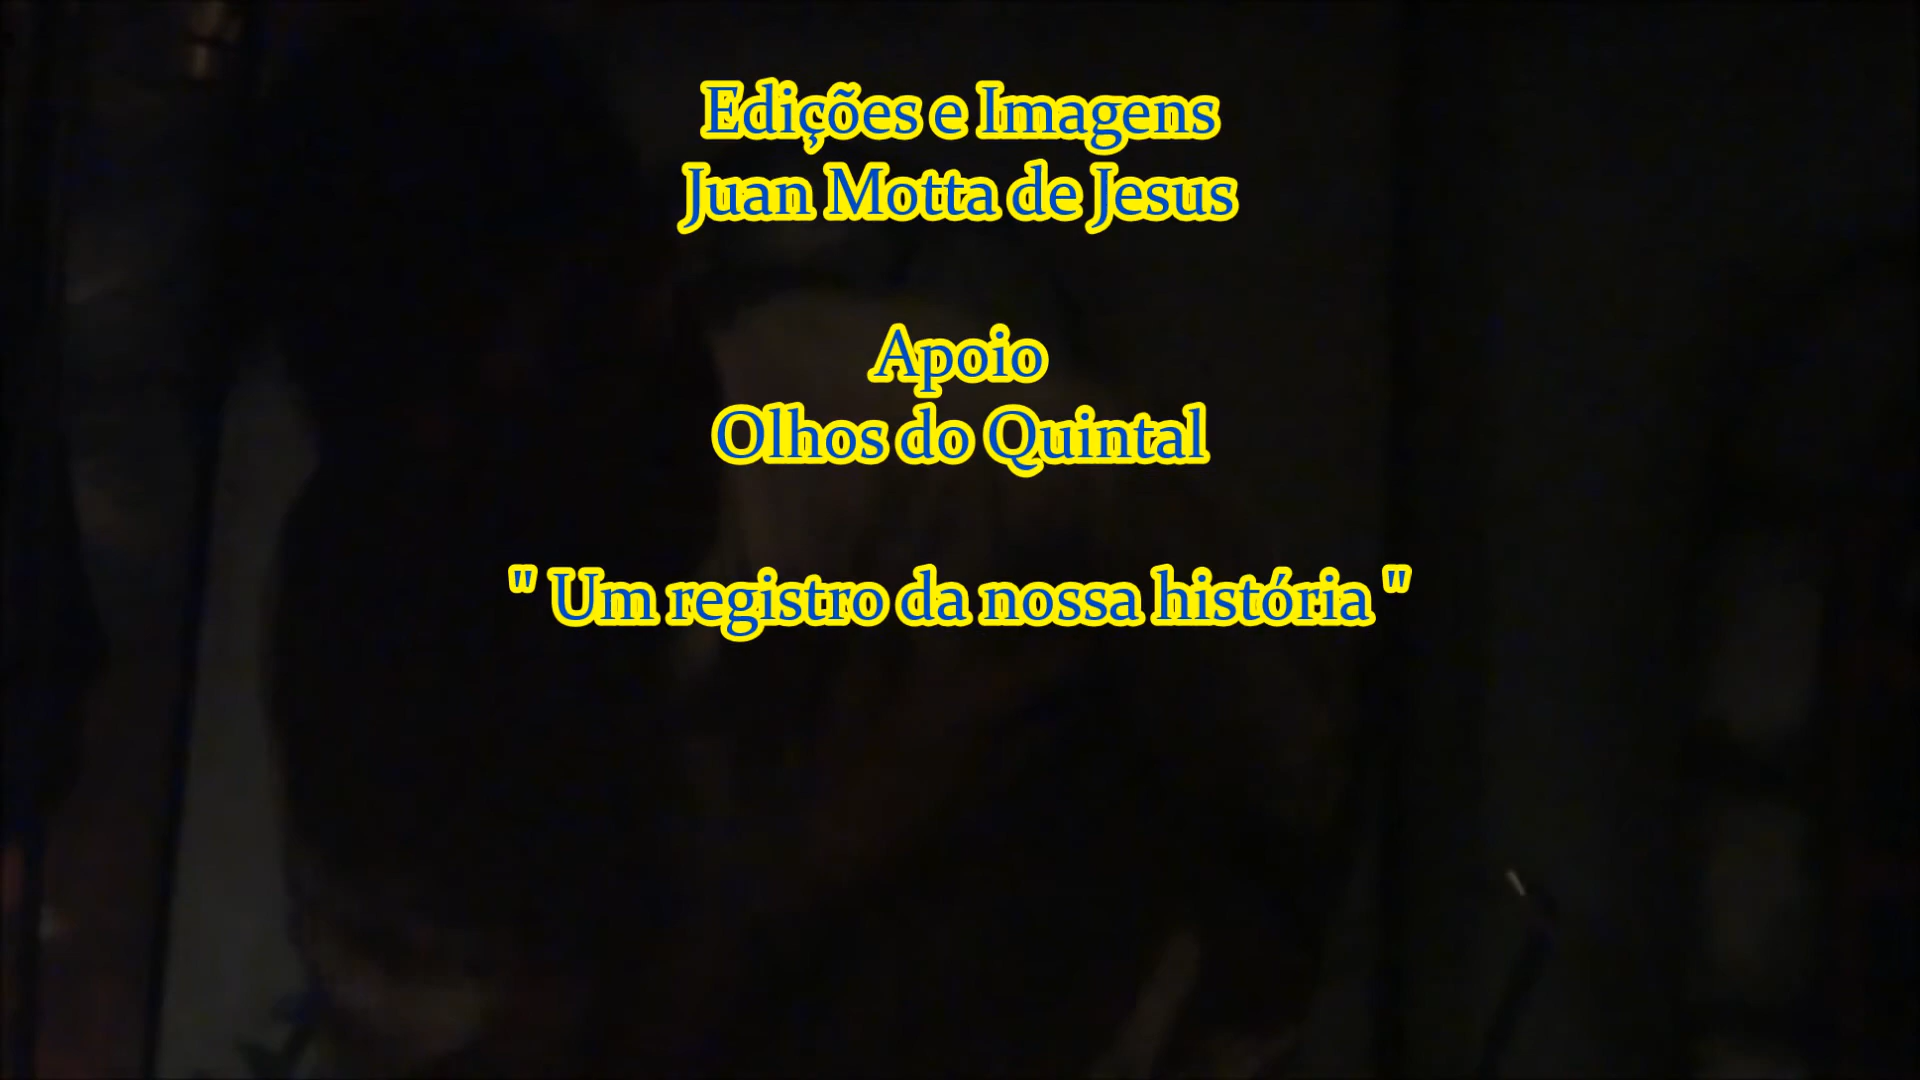 Edições e Imagens
Juan Motta de Jesus
Apoio
Olhos do Quintal
" Um registro da nossa história "